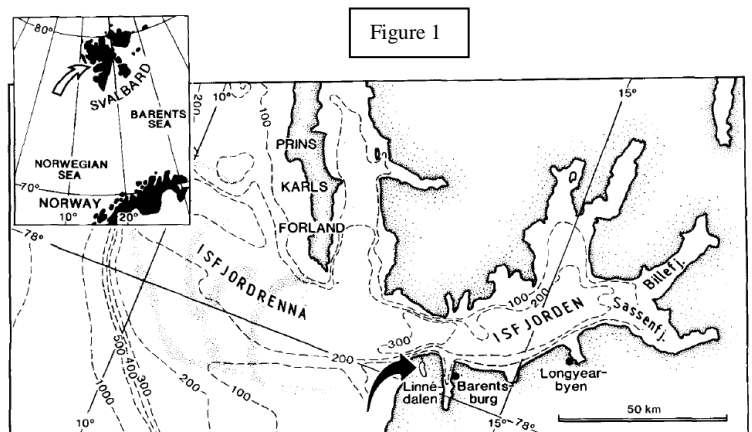 Figure 1
80°
SVALBARD
BARENTS
SEA
NORWEGIAN
SEA
70°
NORWAY
10°
20°
200
10°
100
15°
PRINS
KARLS
FORLAND
78°
ISFJORDRENNA
100
200
ISFJORDEN
Billefj.
Sassenfj.
300
200
500
400
300
1000
200
100
Linné-
dalen
Barents-
burg
Longyear-
byen
50 km
10°
15°
78°